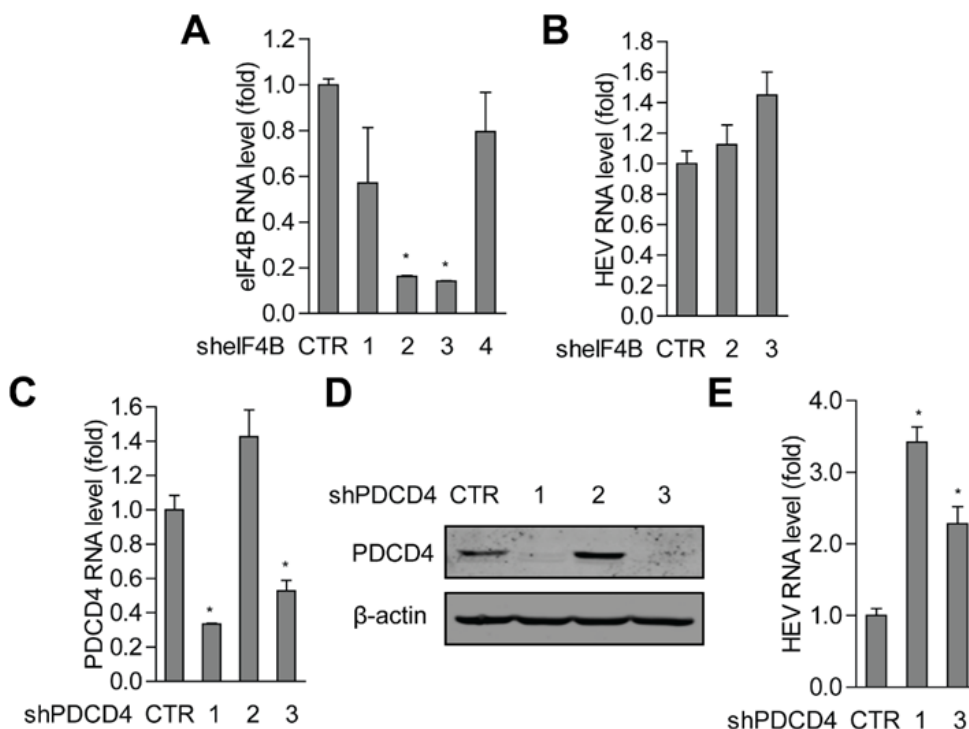 A
eIF4B RNA level (fold)
1.2
1.0
0.8
0.6
0.4
0.2
0.0
* *
sheIF4B CTR 1 2 3 4
B
HEV RNA level (fold)
1.8
1.6
1.4
1.2
1.0
0.8
0.6
0.4
0.2
0.0
sheIF4B CTR 2 3
C
PDCD4 RNA level (fold)
1.6
1.4
1.2
1.0
0.8
0.6
0.4
0.2
0.0
* *
shPDCD4 CTR 1 2 3
D
shPDCD4 CTR 1 2 3
PDCD4
β-actin
E
HEV RNA level (fold)
4.0
3.0
2.0
1.0
0.0
* *
shPDCD4 CTR 1 3